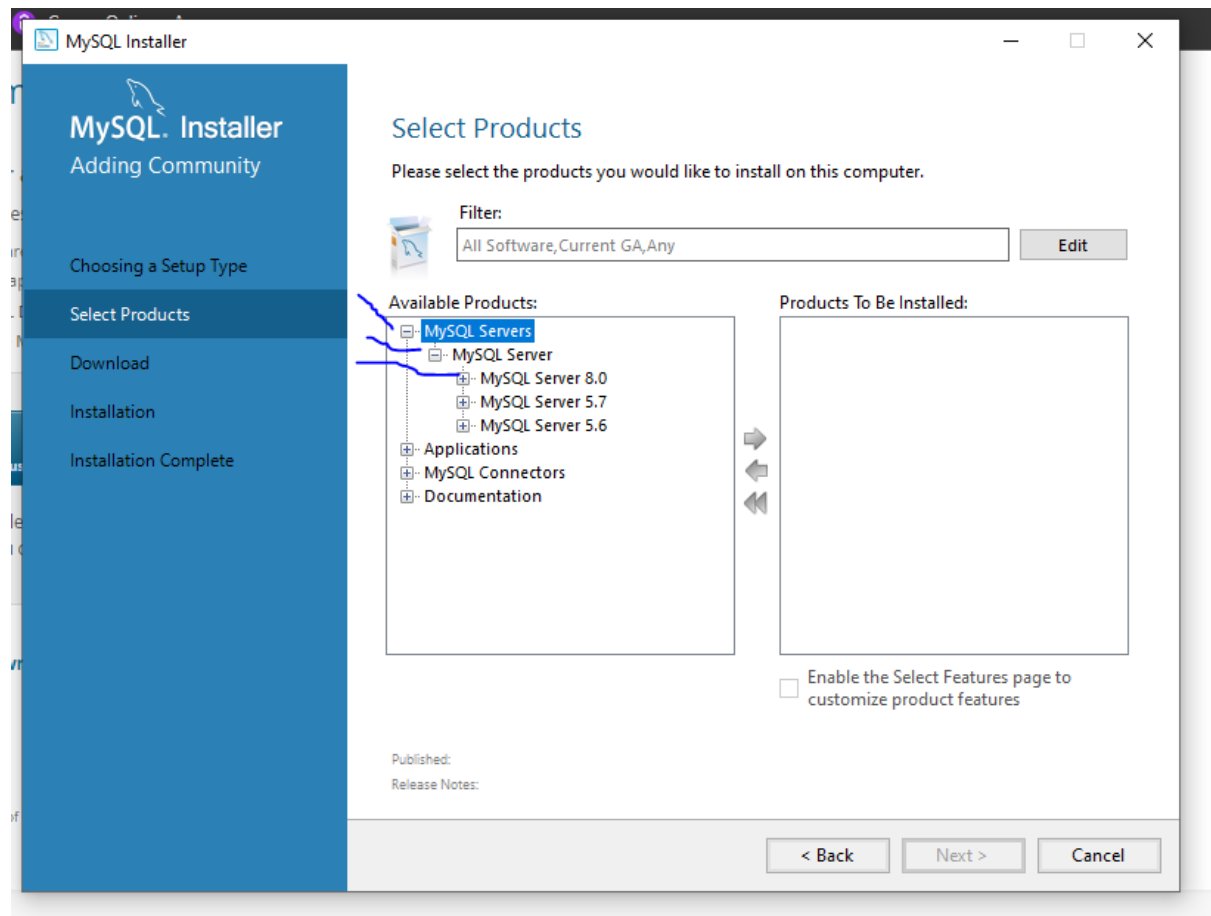 MySQL Installer
MySQL. Installer
Adding Community
Choosing a Setup Type
Select Products
Download
Installation
Installation Complete
Select Products
Please select the products you would like to install on this computer.
Filter:
All Software,Current GA,Any
Edit
Available Products:
MySQL Servers
MySQL Server
MySQL Server 8.0
MySQL Server 5.7
MySQL Server 5.6
Applications
MySQL Connectors
Documentation
Products To Be Installed:
Enable the Select Features page to
customize product features
Published:
Release Notes:
< Back
Next >
Cancel